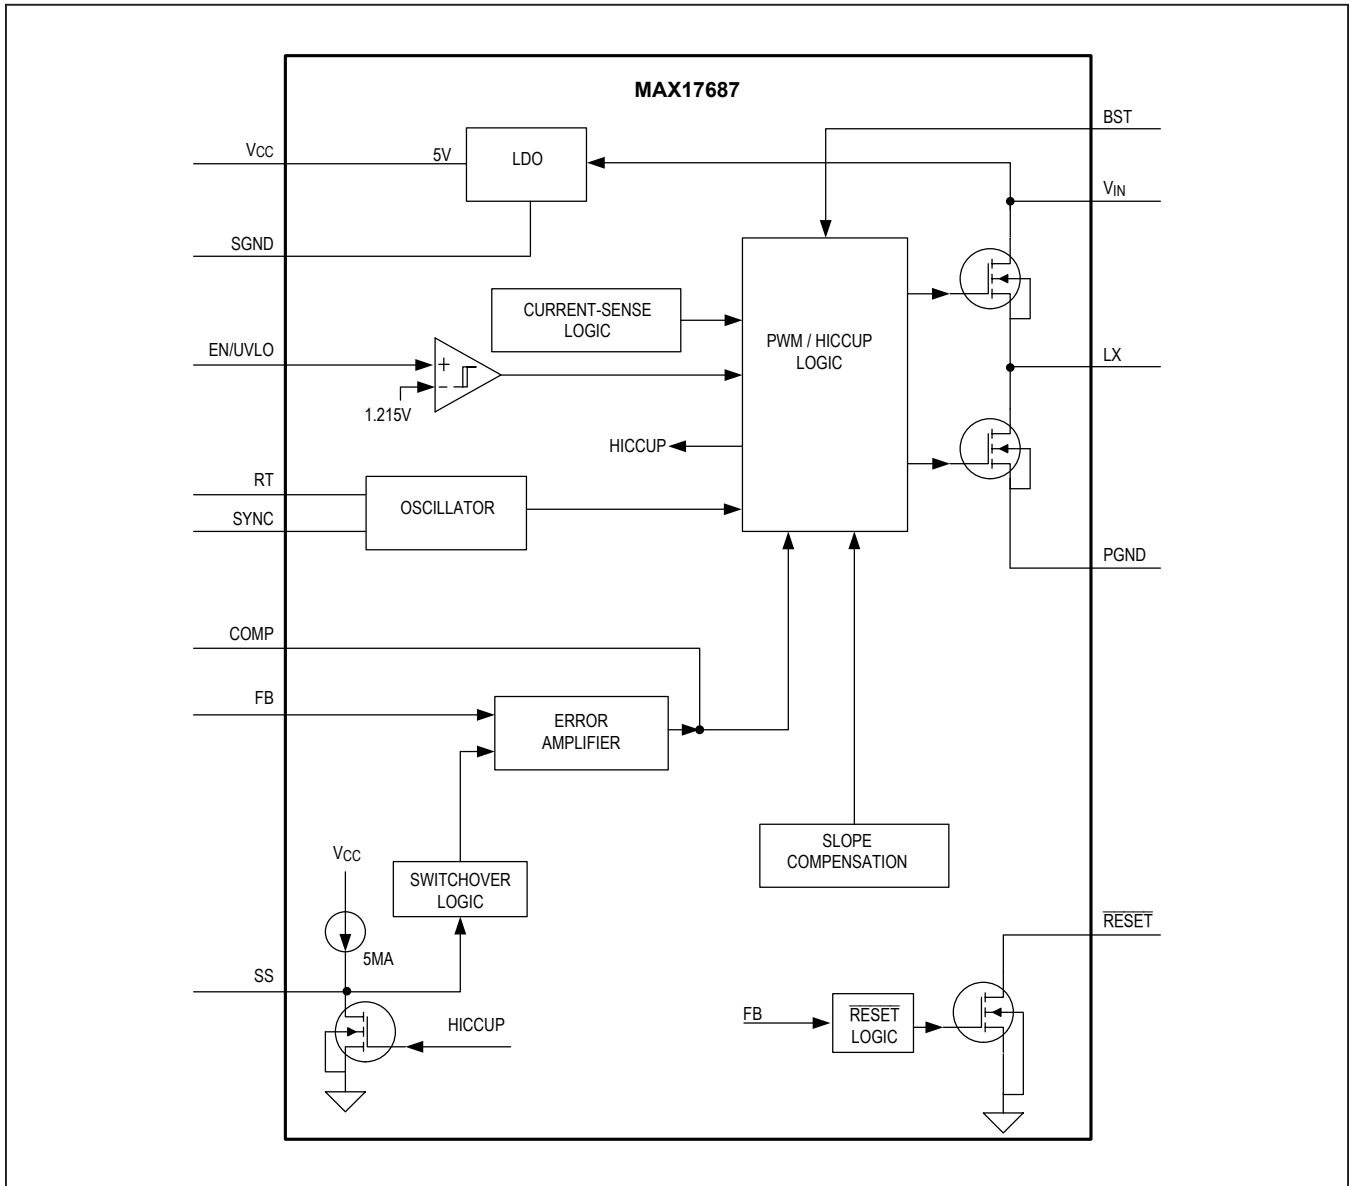 MAX17687
BST
VCC
5V
LDO
VIN
SGND
CURRENT-SENSE
LOGIC
PWM / HICCUP
LOGIC
EN/UVLO
+
−
1.215V
LX
HICCUP
RT
OSCILLATOR
SYNC
PGND
COMP
FB
ERROR
AMPLIFIER
SLOPE
COMPENSATION
VCC
SWITCHOVER
LOGIC
5MA
RESET
SS
HICCUP
FB
RESET
LOGIC